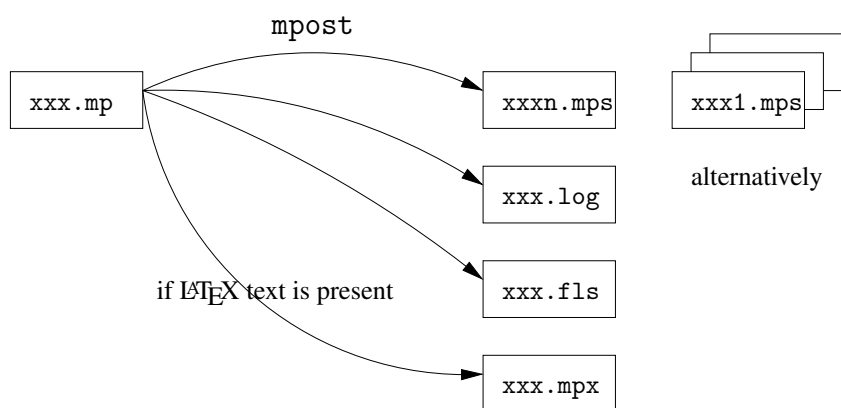 mpost
xxx.mp
xxxn.mps
xxx1.mps
xxx.log
alternatively
if LATEX text is present
xxx.fls
xxx.mpx